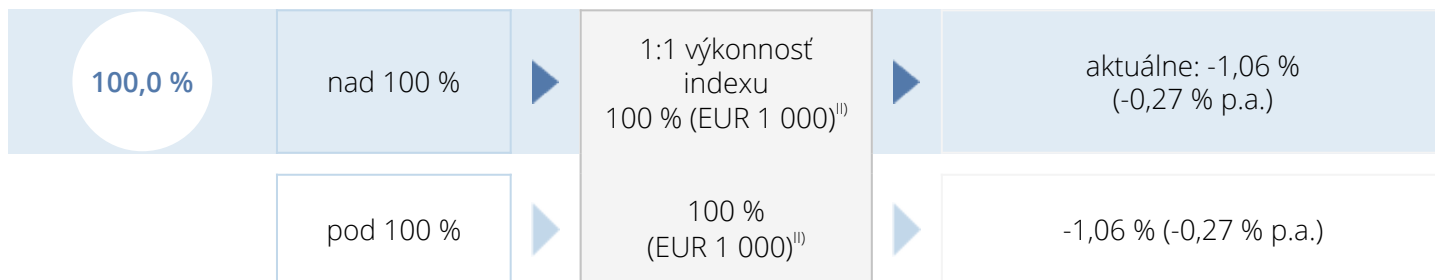 100,0 %
nad 100 %
1:1 výkonnosť
indexu
100 % (EUR 1 000)II)
aktuálne: -1,06 %
(-0,27 % p.a.)
pod 100 %
100 %
(EUR 1 000)II)
-1,06 % (-0,27 % p.a.)